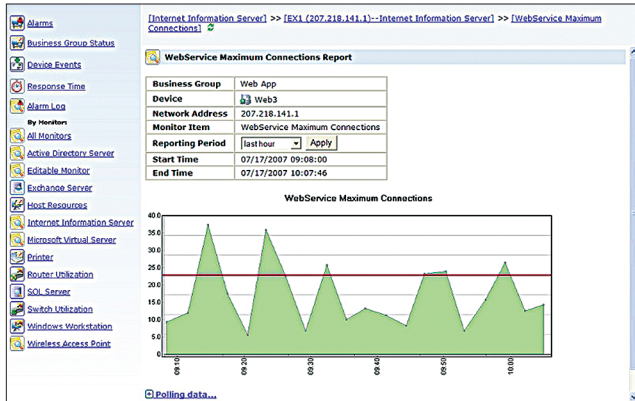 [Internet Information Server] >> [EX1 (207.218.141.1)--Internet Information Server] >> [WebService Maximum
Connections]
Alarms
Business Group Status
Device Events
Response Time
Alarm Log
By Monitors
All Monitors
Active Directory Server
Editable Monitor
Exchange Server
Host Resources
Internet Information Server
Microsoft Virtual Server
Printer
Router Utilization
SQL Server
Switch Utilization
Windows Workstation
Wireless Access Point
WebService Maximum Connections Report
Business Group Web App
Device Web3
Network Address 207.218.141.1
Monitor Item WebService Maximum Connections
Reporting Period last hour Apply
Start Time 07/17/2007 09:08:00
End Time 07/17/2007 10:07:46
WebService Maximum Connections
40.0
35.0
30.0
25.0
20.0
15.0
10.0
5.0
0
09:10 09:20 09:30 09:40 09:50 10:00
Polling data...